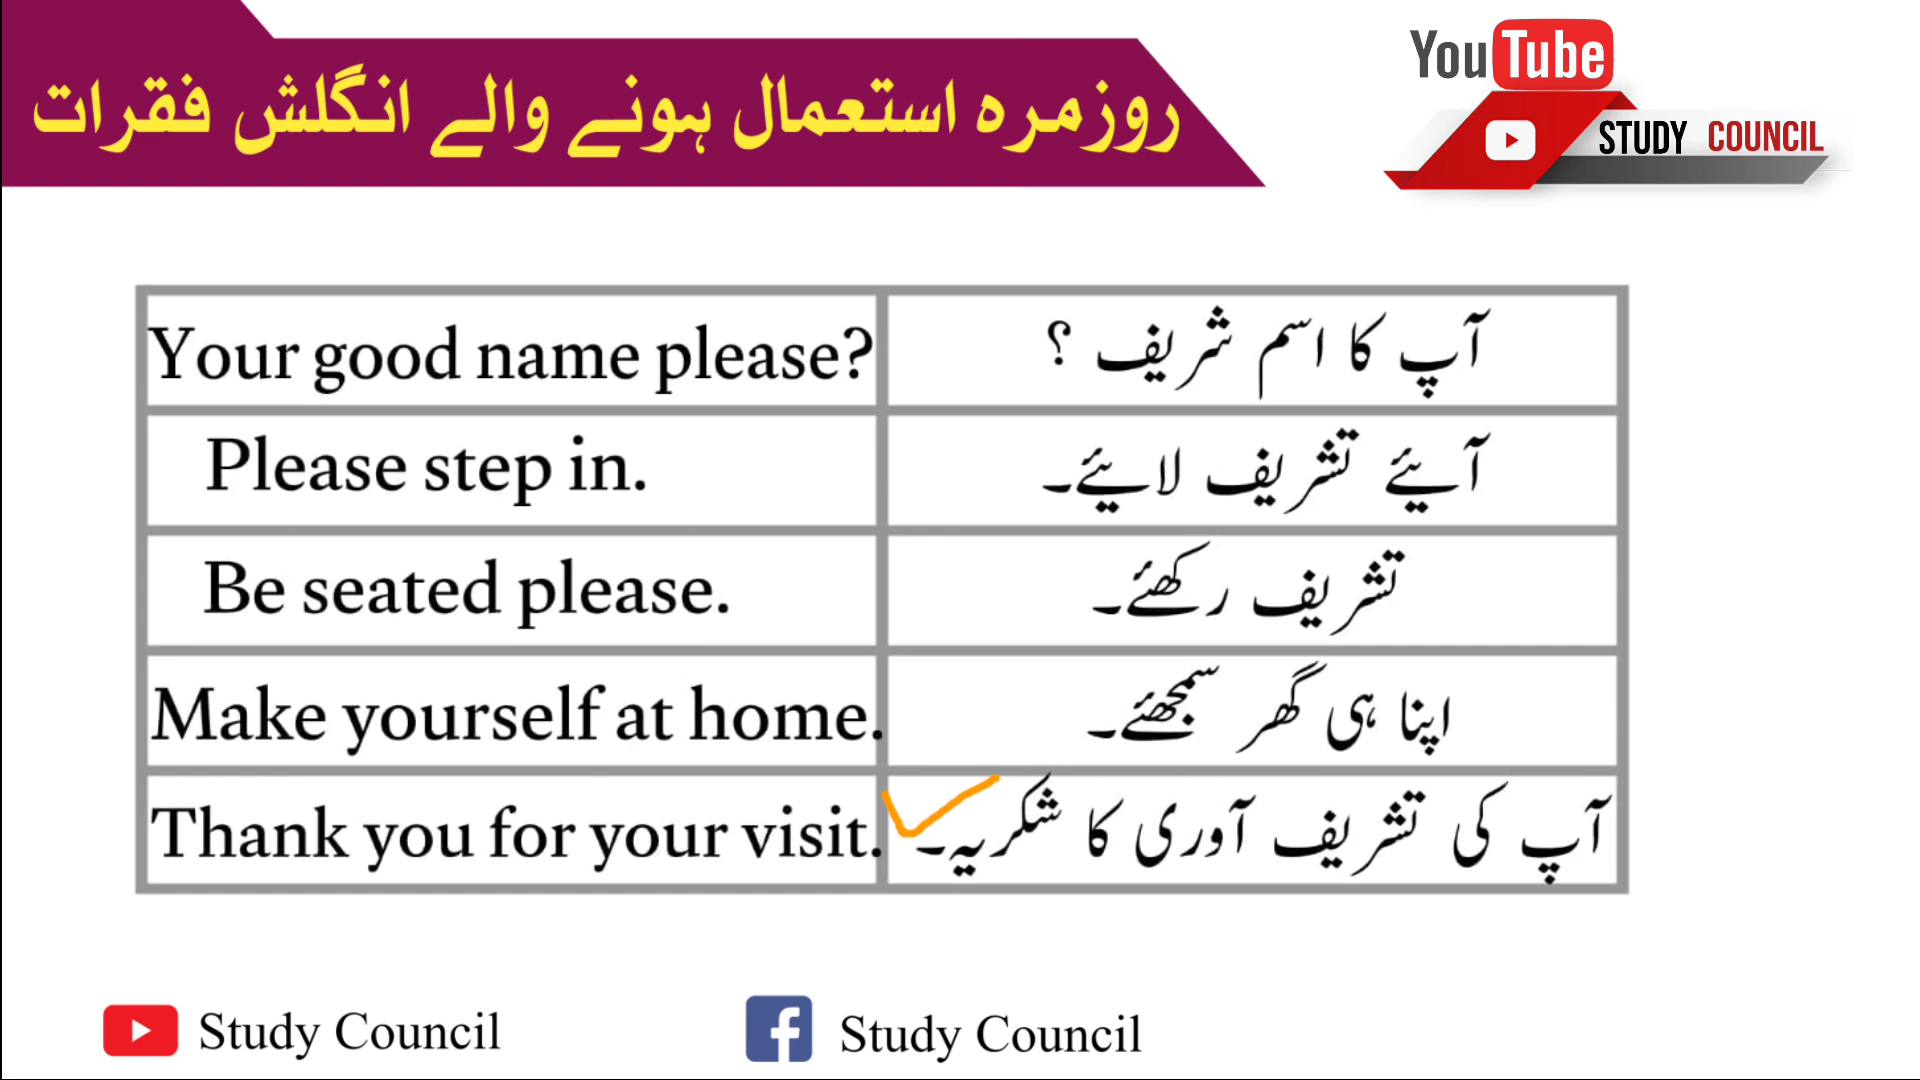 روزمرہ استعمال ہونے والے انگلش فقرات
YouTube
STUDY COUNCIL
Your good name please?
آپ کا اسم شریف ؟
Please step in.
آیئے تشریف لایئے۔
Be seated please.
تشریف رکھئے۔
Make yourself at home.
اپنا ہی گھر سمجھئے۔
Thank you for your visit.
آپ کی تشریف آوری کا شکریہ۔
Study Council
Study Council